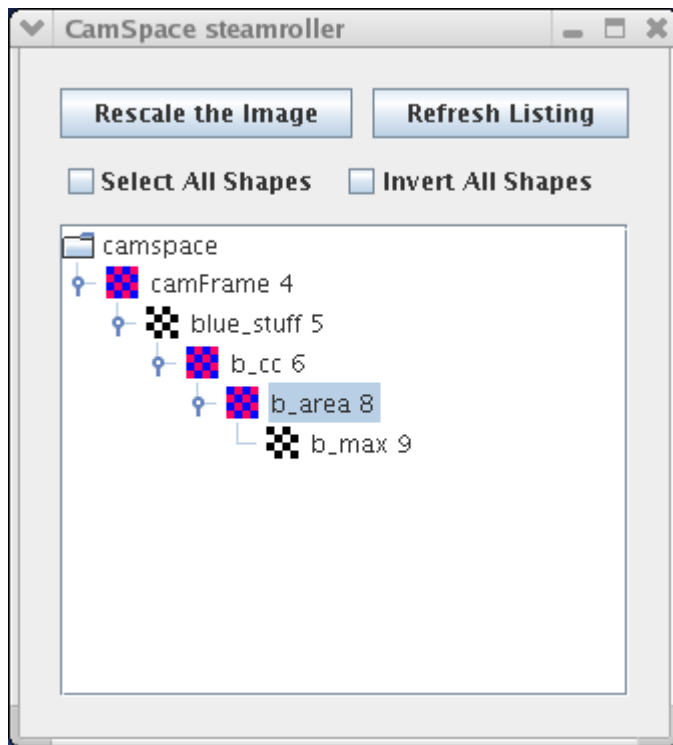 CamSpace steamroller
Rescale the Image Refresh Listing
Select All Shapes Invert All Shapes
camspace
camFrame 4
blue_stuff 5
b_cc 6
b_area 8
b_max 9